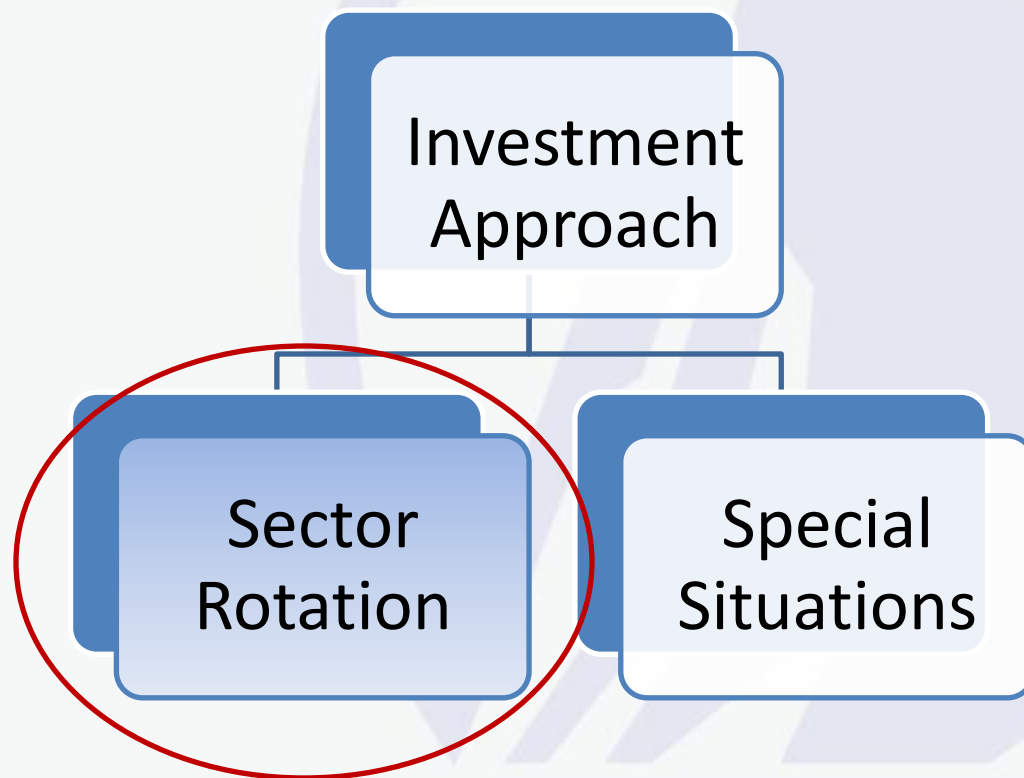 Investment
Approach
Sector
Rotation
Special
Situations